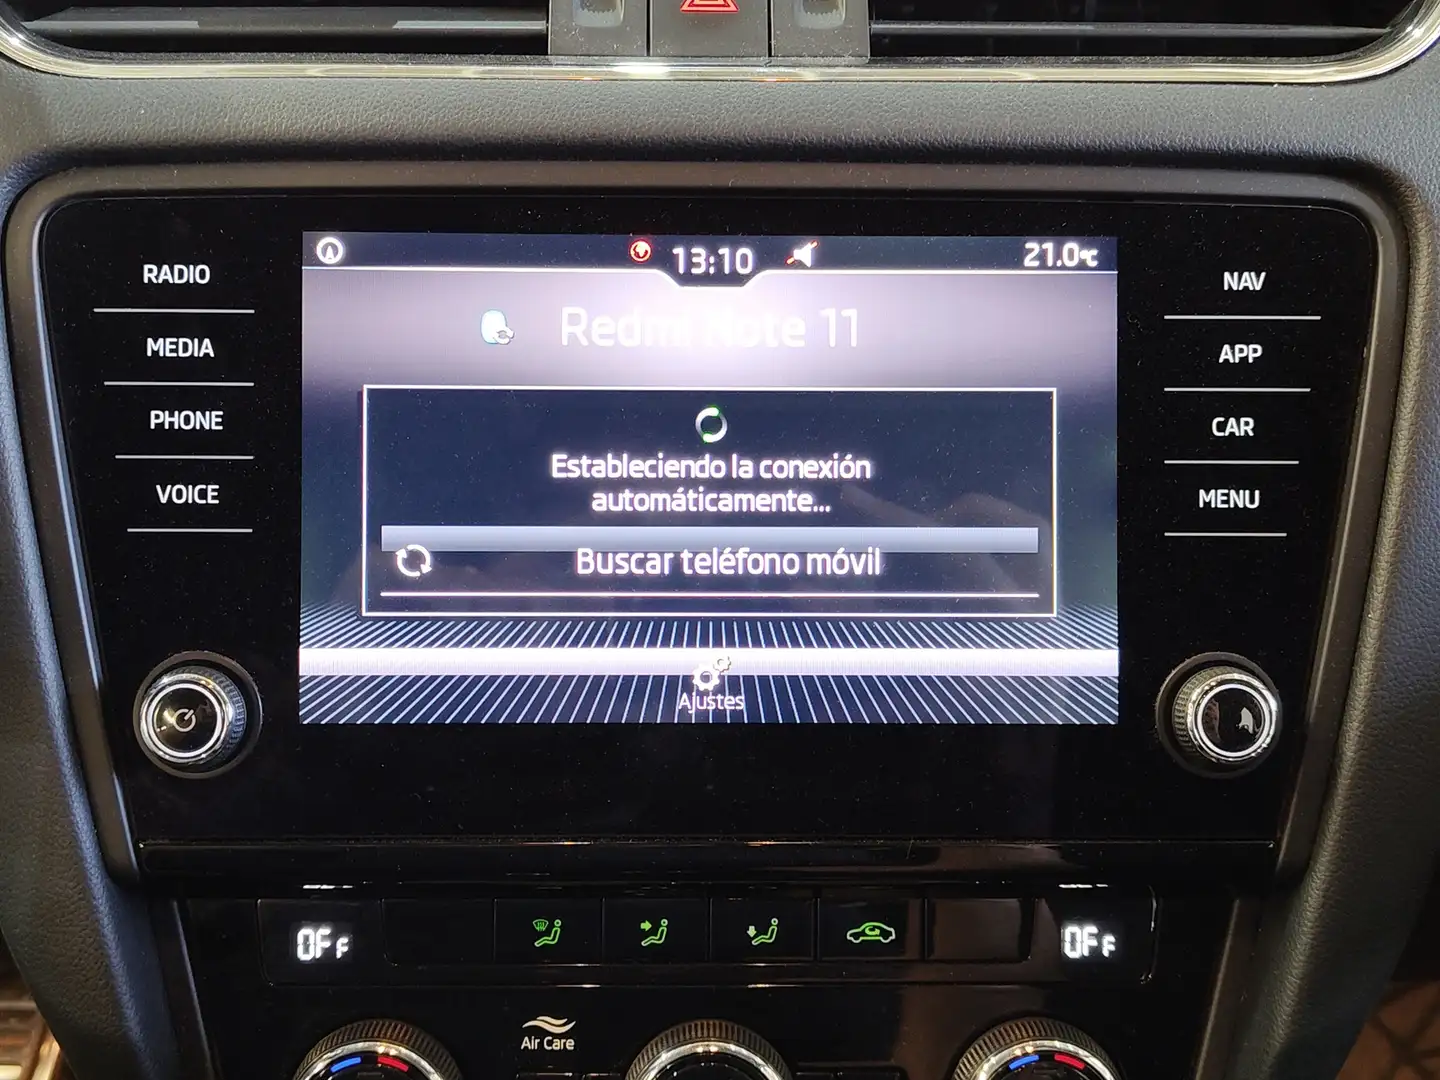 13:10
21.0°C
RADIO
MEDIA
PHONE
VOICE
NAV
APP
CAR
MENU
Redmi Note 11
Estableciendo la conexión
automáticamente...
Buscar teléfono móvil
Ajustes
OFF
OFF
Air Care